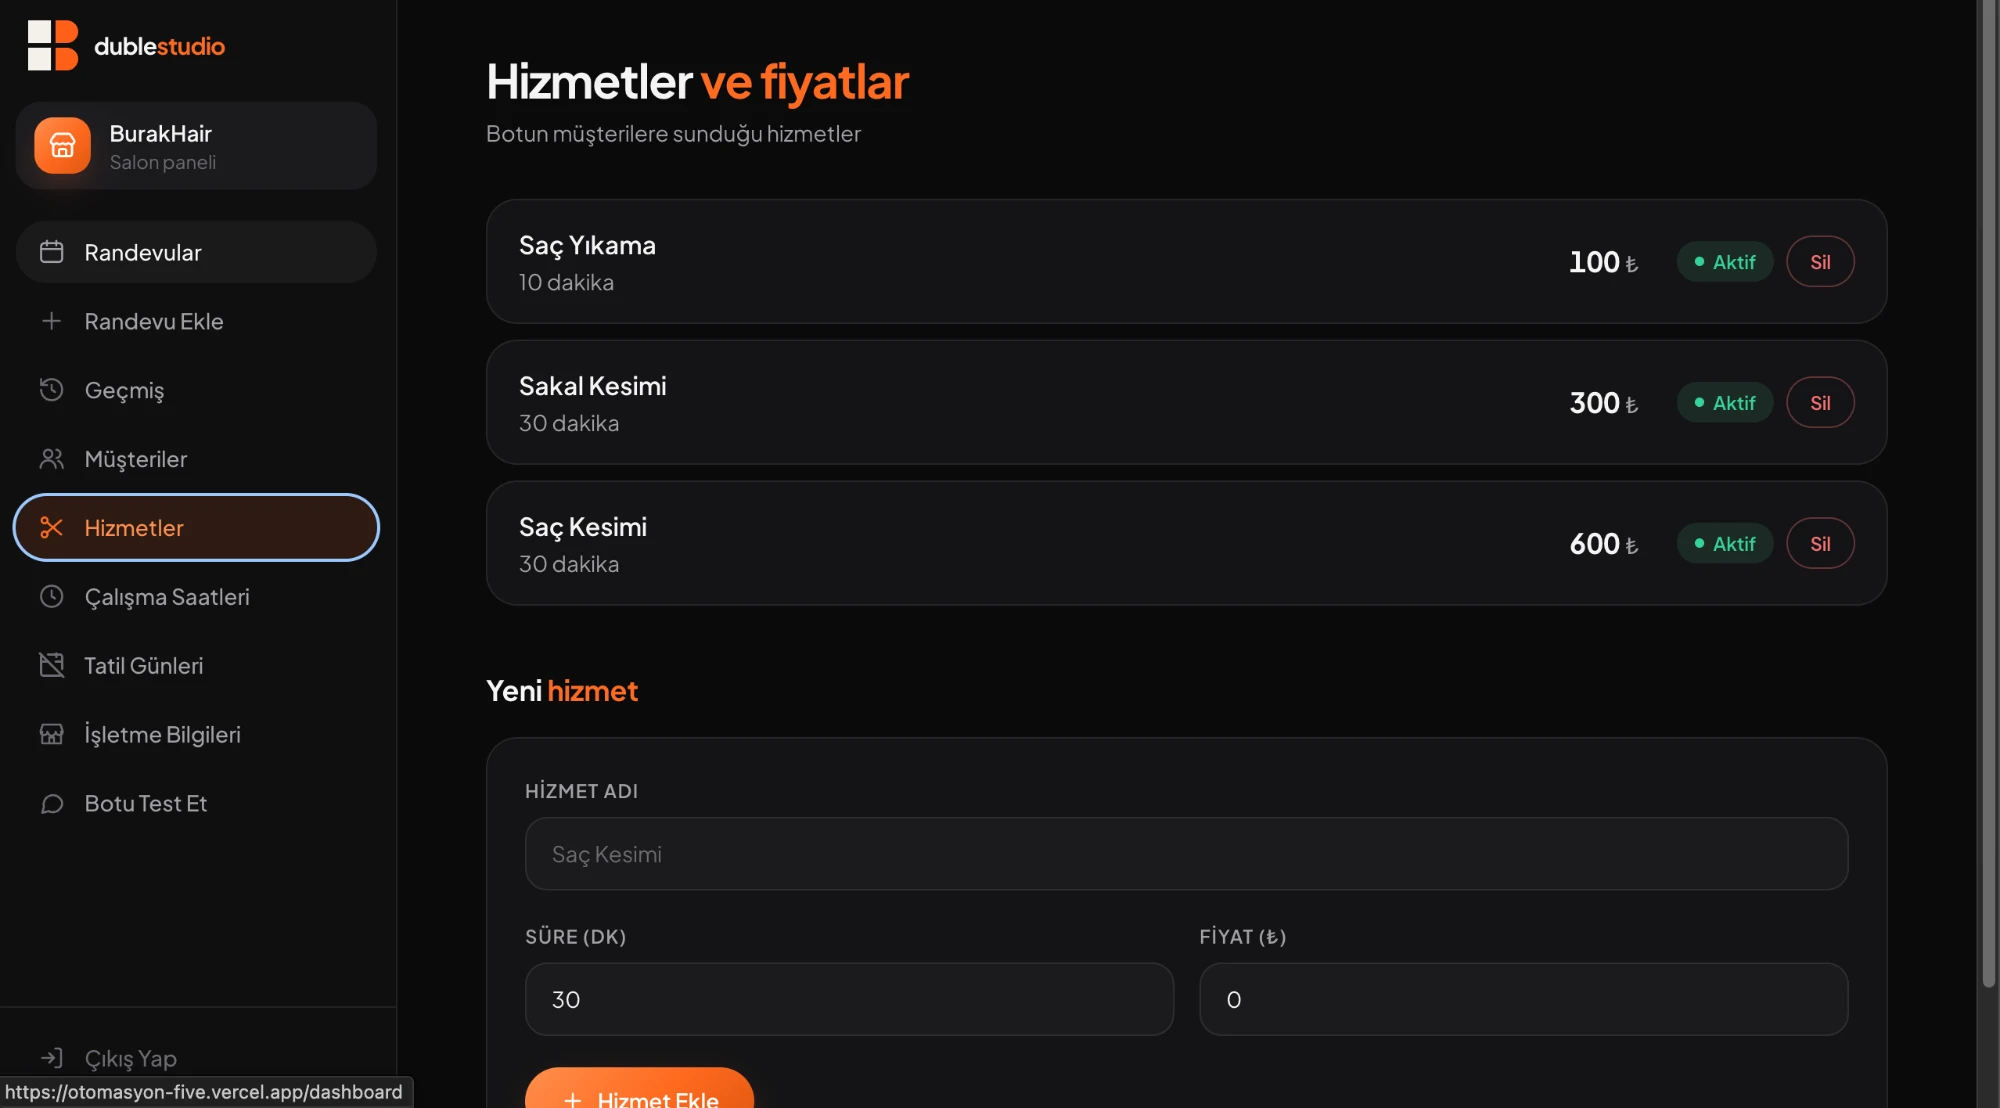 dublestudio
BurakHair
Salon paneli
Randevular
Randevu Ekle
Geçmiş
Müşteriler
Hizmetler
Çalışma Saatleri
Tatil Günleri
İşletme Bilgileri
Botu Test Et
Çıkış Yap
https://otomasyon-five.vercel.app/dashboard
Hizmetler ve fiyatlar
Botun müşterilere sunduğu hizmetler
Saç Yıkama
10 dakika
100 ₺
Aktif
Sil
Sakal Kesimi
30 dakika
300 ₺
Aktif
Sil
Saç Kesimi
30 dakika
600 ₺
Aktif
Sil
Yeni hizmet
HİZMET ADI
Saç Kesimi
SÜRE (DK)
FİYAT (₺)
30
0
+ Hizmet Ekle